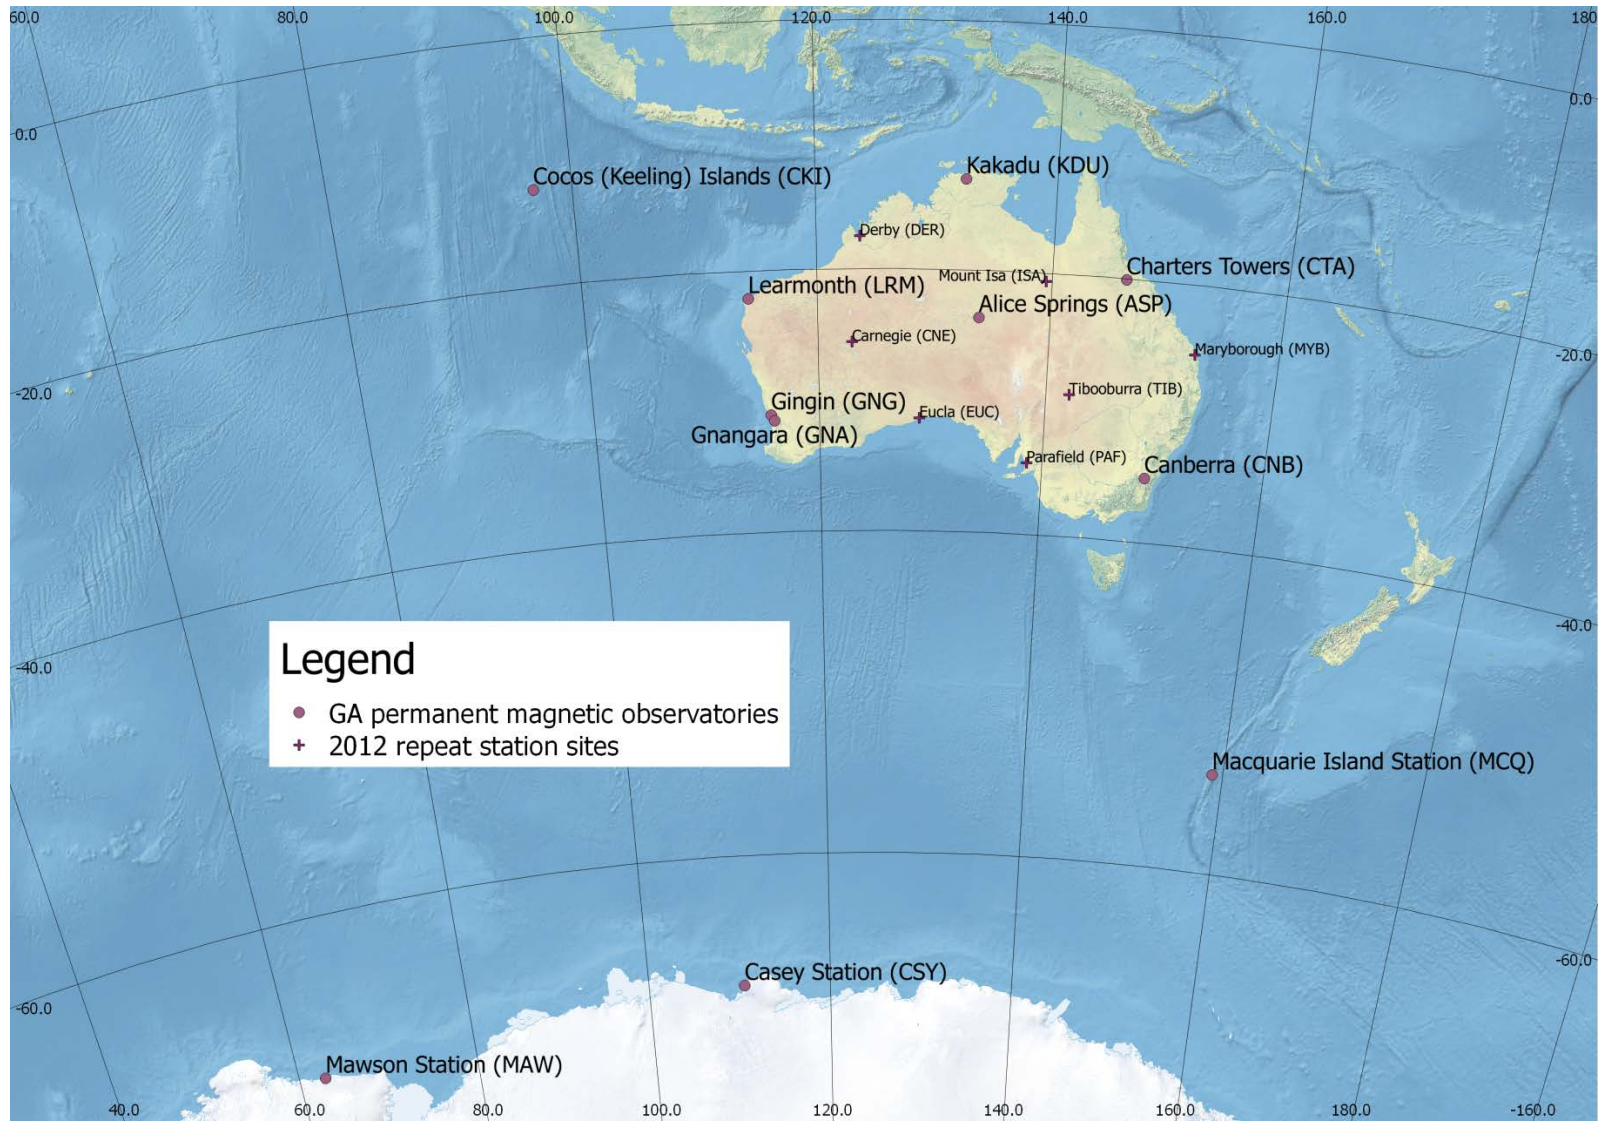 60.0
80.0
100.0
120.0
140.0
160.0
180
0.0
0.0
Kakadu (KDU)
Cocos (Keeling) Islands (CKI)
Derby (DER)
Mount Isa (ISA)
Charters Towers (CTA)
Learmonth (LRM)
Alice Springs (ASP)
Carnegie (CNE)
Maryborough (MYB)
-20.0
-20.0
Tibooburra (TIB)
Gingin (GNG)
Eucla (EUC)
Gnangara (GNA)
Parafield (PAF)
Canberra (CNB)
-40.0
-40.0
Legend
GA permanent magnetic observatories
2012 repeat station sites
Macquarie Island Station (MCQ)
-60.0
Casey Station (CSY)
-60.0
Mawson Station (MAW)
40.0
60.0
80.0
100.0
120.0
140.0
160.0
180.0
-160.0